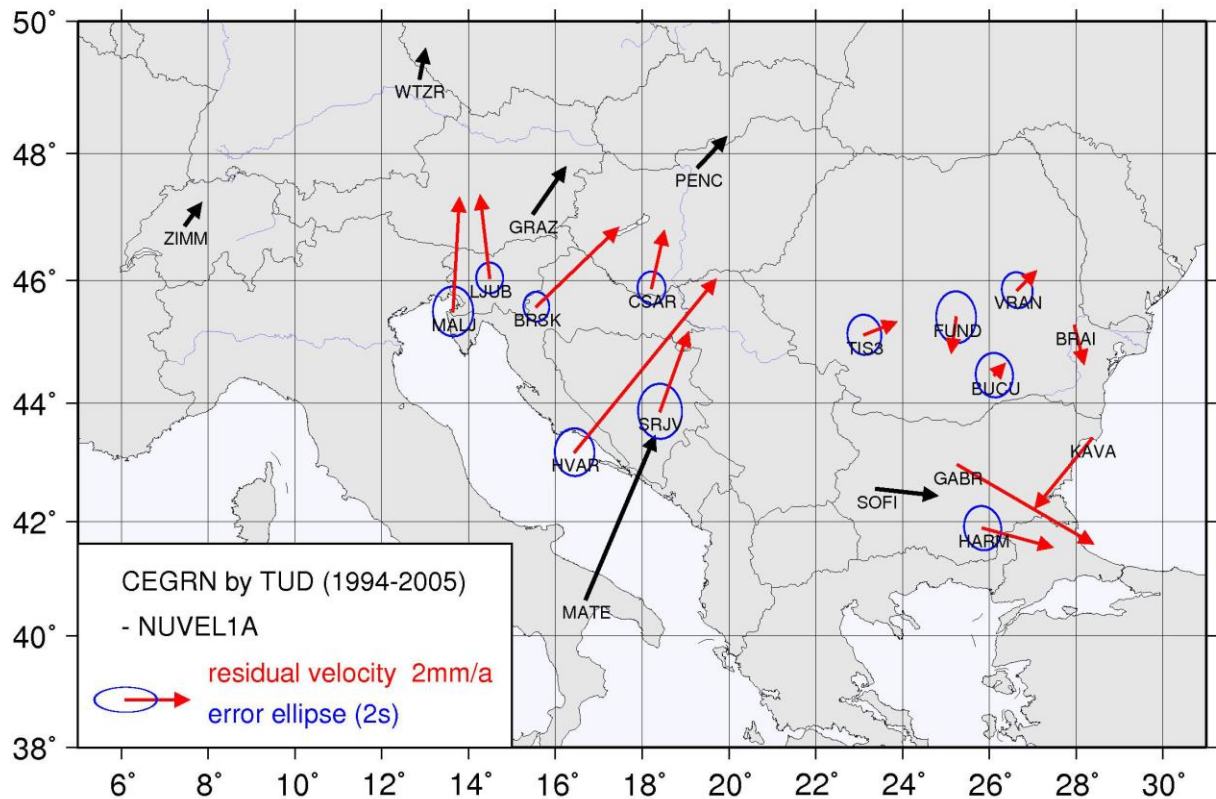 50°
WTZR
48°
PENC
GRAZ
ZIMM
46°
LJUB
CSAR
VRAN
BRSK
MALJ
TIS3
FUND
BRAI
BUCU
44°
SRJV
HVAR
KAVA
GABR
SOFI
42°
HARM
CEGRN by TUD (1994-2005)
MATE
- NUVEL1A
40°
residual velocity 2mm/a
error ellipse (2s)
38°
6° 8° 10° 12° 14° 16° 18° 20° 22° 24° 26° 28° 30°